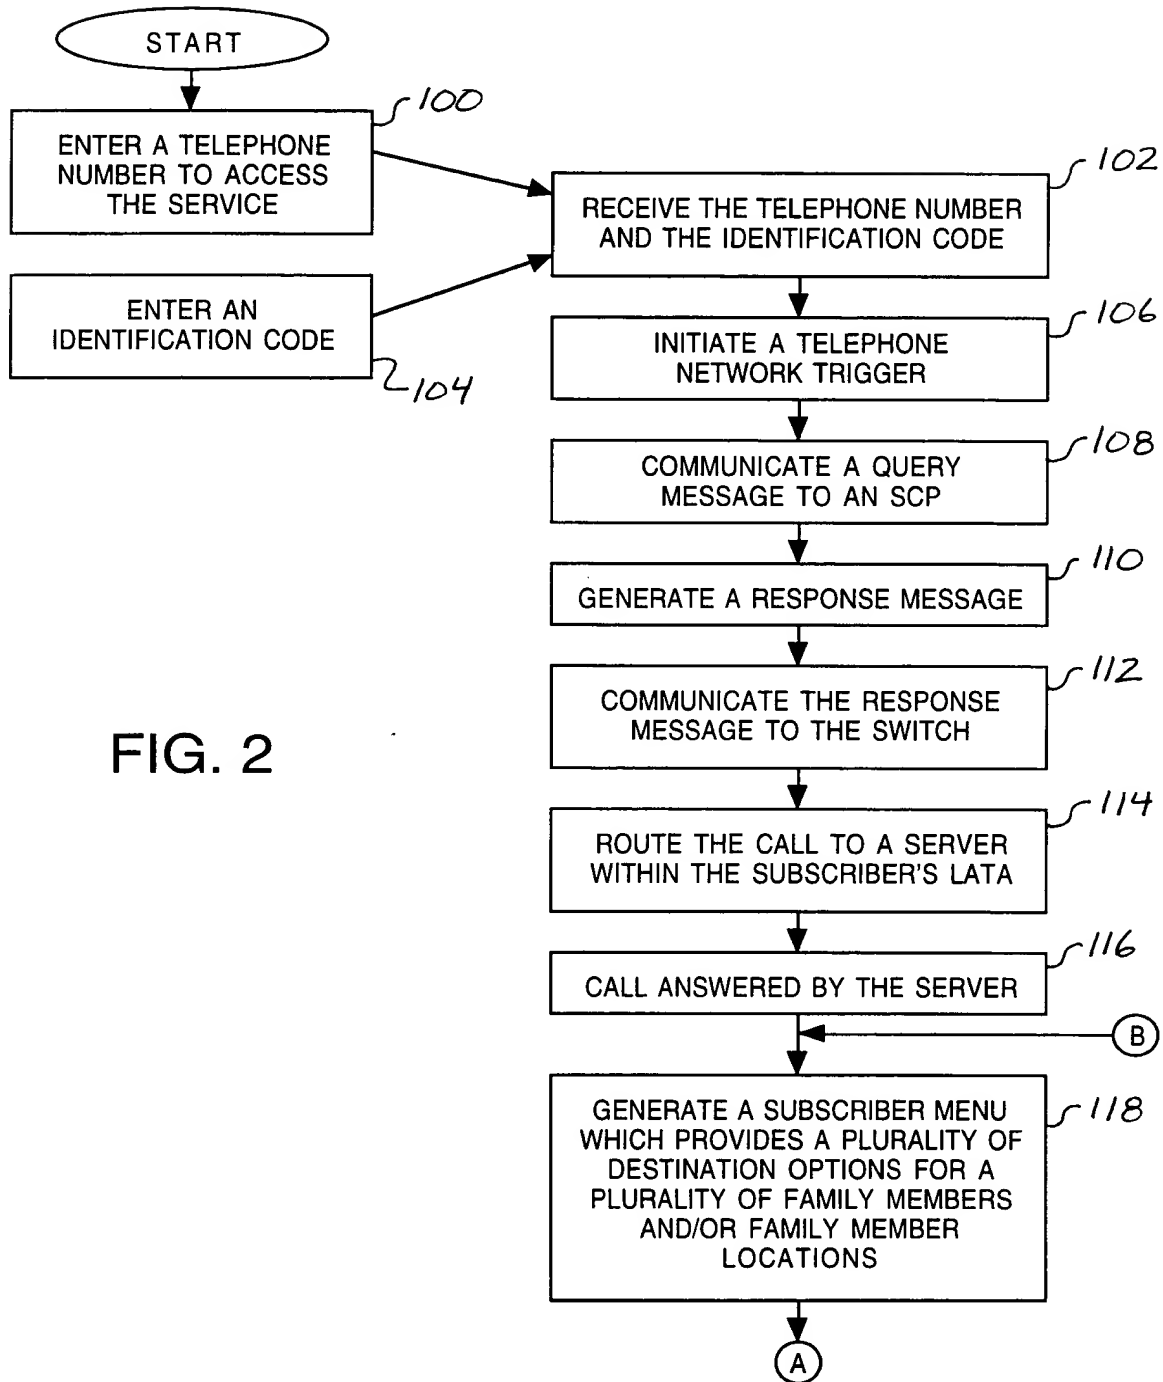 START
100
ENTER A TELEPHONE
NUMBER TO ACCESS
THE SERVICE
102
RECEIVE THE TELEPHONE NUMBER
AND THE IDENTIFICATION CODE
ENTER AN
IDENTIFICATION CODE
104
106
INITIATE A TELEPHONE
NETWORK TRIGGER
108
COMMUNICATE A QUERY
MESSAGE TO AN SCP
110
GENERATE A RESPONSE MESSAGE
112
COMMUNICATE THE RESPONSE
MESSAGE TO THE SWITCH
FIG. 2
114
ROUTE THE CALL TO A SERVER
WITHIN THE SUBSCRIBER'S LATA
116
CALL ANSWERED BY THE SERVER
B
118
GENERATE A SUBSCRIBER MENU
WHICH PROVIDES A PLURALITY OF
DESTINATION OPTIONS FOR A
PLURALITY OF FAMILY MEMBERS
AND/OR FAMILY MEMBER
LOCATIONS
A